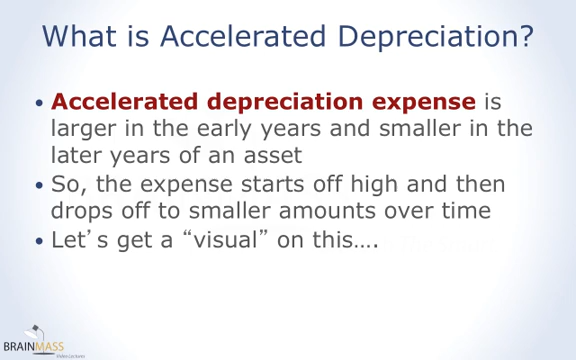 What is Accelerated Depreciation?
• Accelerated depreciation expense is
larger in the early years and smaller in the
later years of an asset
• So, the expense starts off high and then
drops off to smaller amounts over time
• Let’s get a “visual” on this….
BRAINMASS
Video Lectures